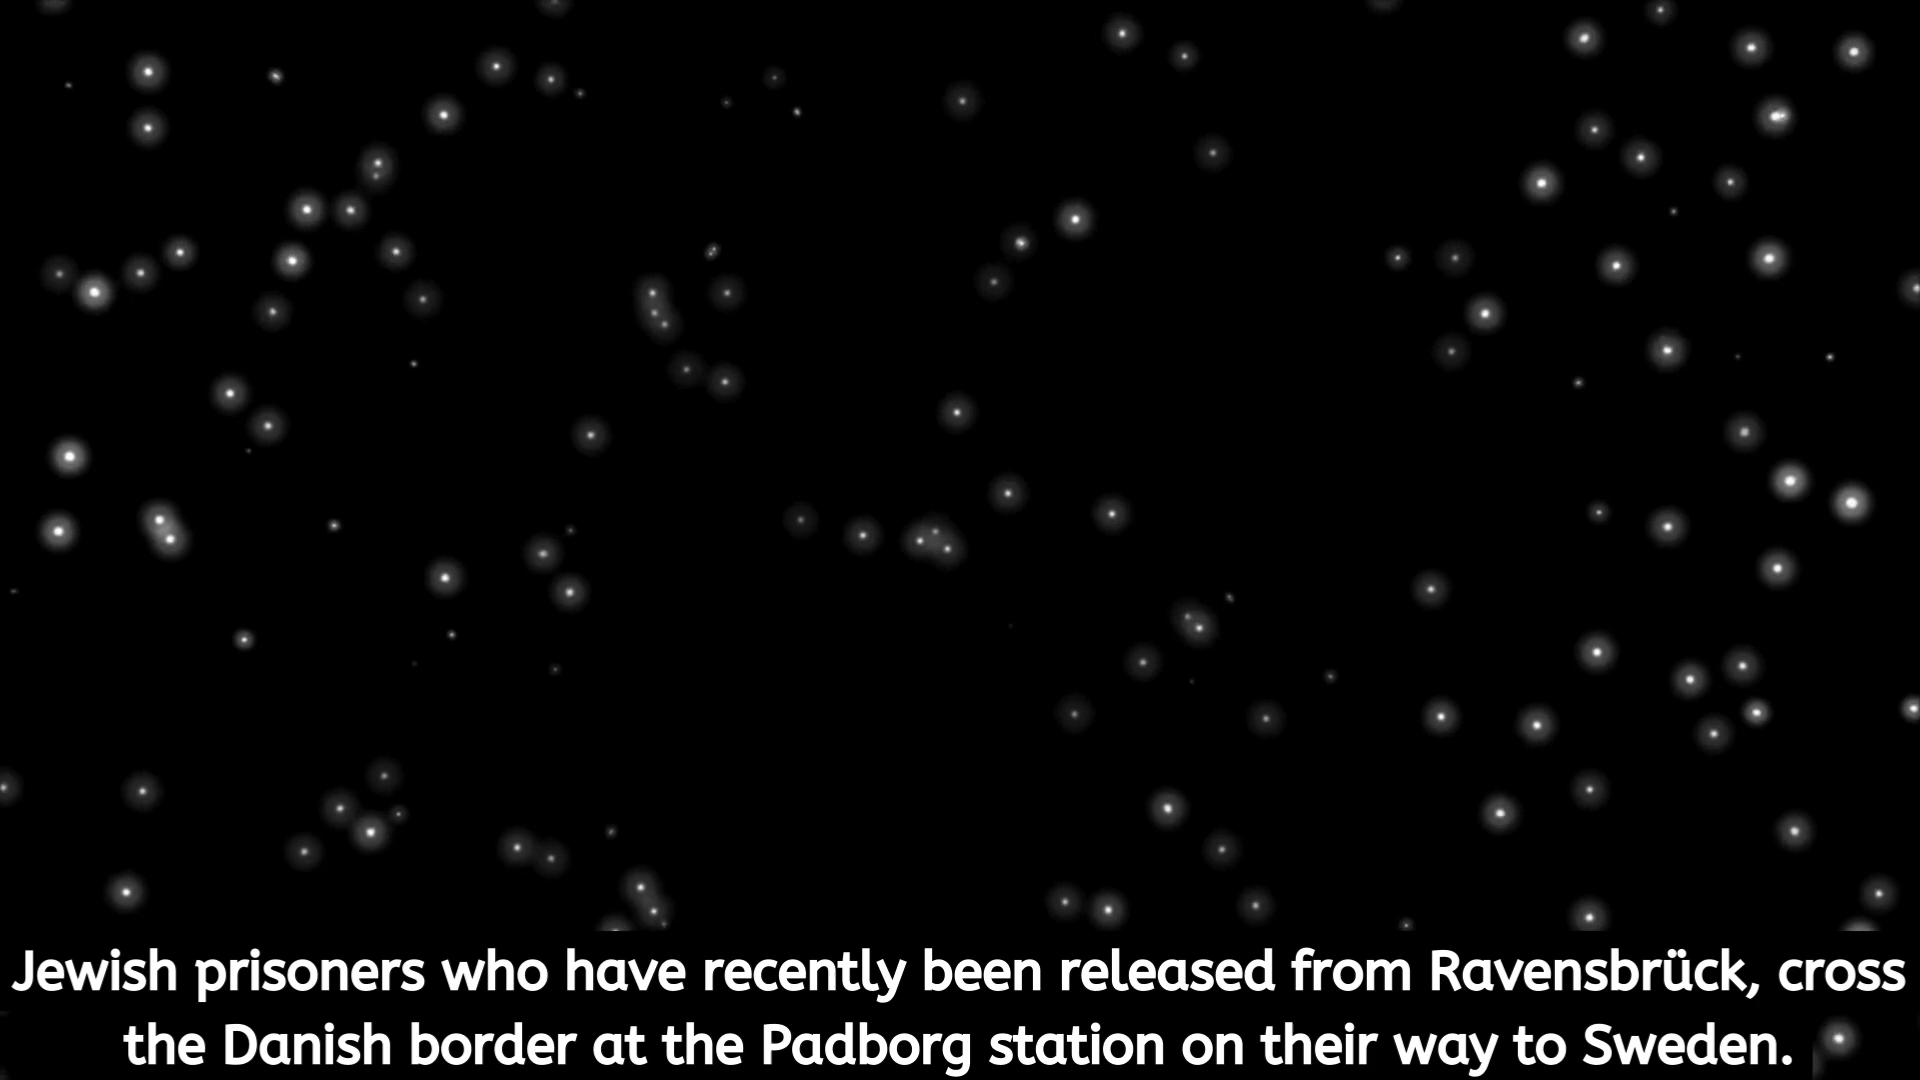 Jewish prisoners who have recently been released from Ravensbrück, cross
the Danish border at the Padborg station on their way to Sweden.